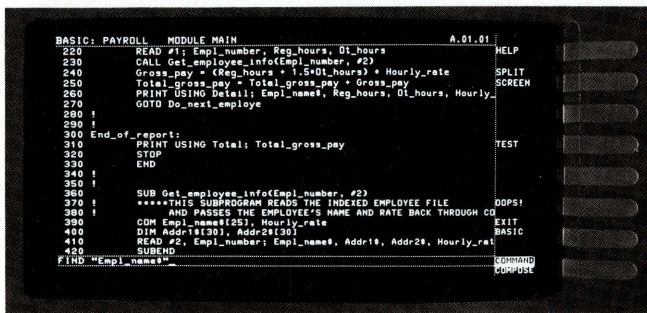 BASIC: PAYROLL MODULE MAIN A.01.01
220 READ #1; Empl_number, Reg_hours, Ot_hours HELP
230 CALL Get_employee_info(Empl_number, #2)
240 Gross_pay = (Reg_hours + 1.5*Ot_hours) * Hourly_rate SPLIT
250 Total_gross_pay = Total_gross_pay + Gross_pay SCREEN
260 PRINT USING Detail; Empl_name$, Reg_hours, Ot_hours, Hourly_
270 GOTO Do_next_employe
280 !
290 !
300 End_of_report:
310 PRINT USING Total; Total_gross_pay TEST
320 STOP
330 END
340 !
350 !
360 SUB Get_employee_info(Empl_number, #2)
370 ! *****THIS SUBPROGRAM READS THE INDEXED EMPLOYEE FILE OOPS!
380 ! AND PASSES THE EMPLOYEE'S NAME AND RATE BACK THROUGH CO
390 COM Empl_name$[25], Hourly_rate EXIT
400 DIM Addr1$[30], Addr2$[30] BASIC
410 READ #2, Empl_number; Empl_name$, Addr1$, Addr2$, Hourly_rat
420 SUBEND
FIND "Empl_name$"_ COMMAND
COMPOSE